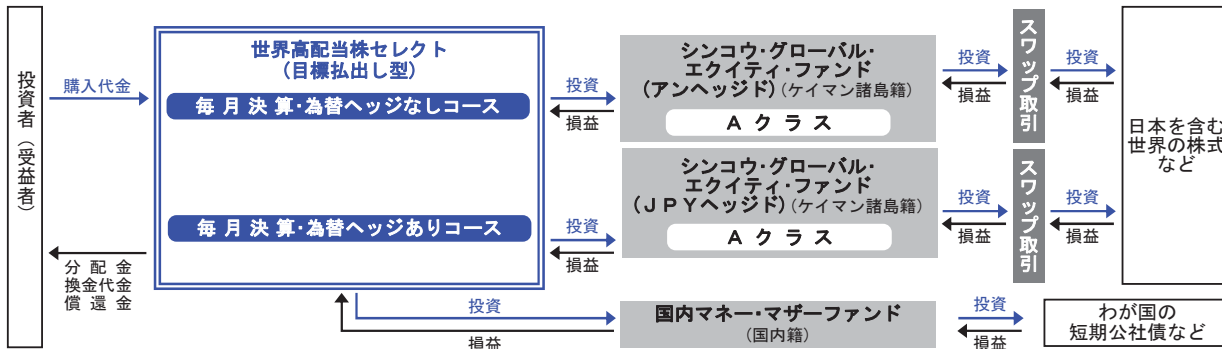 投資者（受益者）
購入代金
分配金
換金代金
償還金
世界高配当株セレクト
（目標払出し型）
毎月決算・為替ヘッジなしコース
毎月決算・為替ヘッジありコース
投資
損益
投資
損益
投資
損益
シンコウ・グローバル・
エクイティ・ファンド
（アンヘッジド）（ケイマン諸島籍）
Aクラス
シンコウ・グローバル・
エクイティ・ファンド
（JPYヘッジド）（ケイマン諸島籍）
Aクラス
国内マネー・マザーファンド
（国内籍）
投資
損益
投資
損益
投資
損益
スワップ取引
スワップ取引
投資
損益
投資
損益
日本を含む
世界の株式
など
わが国の
短期公社債など